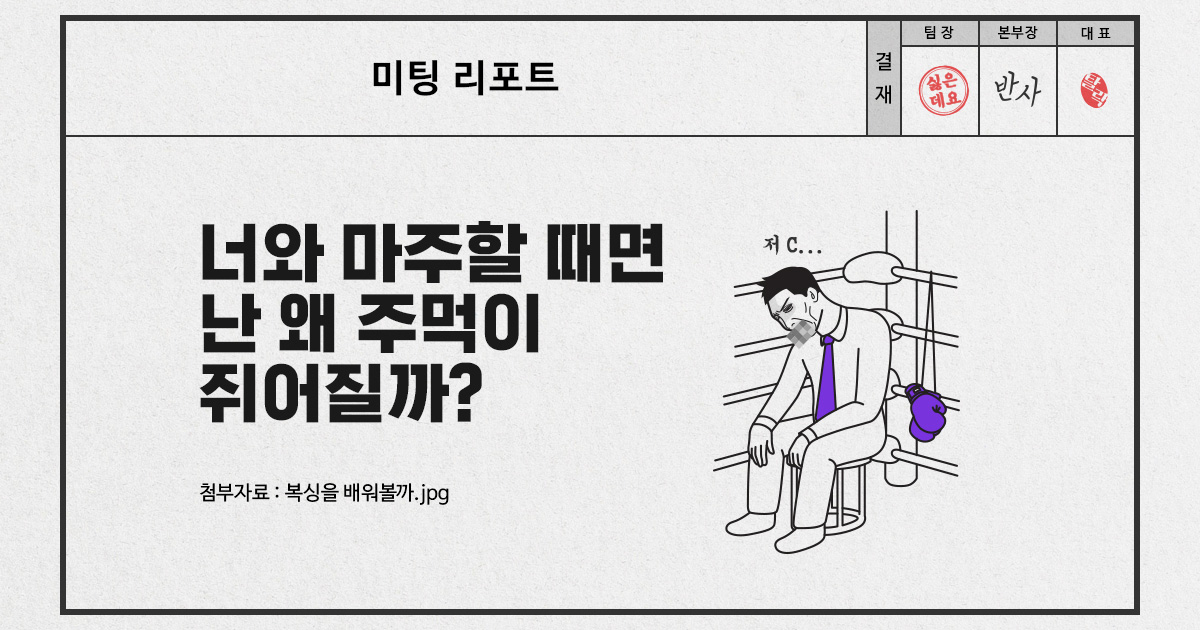 미팅 리포트
결
재
팀 장
본부장
대 표
싫은
데요
반사
너와 마주할 때면
난 왜 주먹이
쥐어질까?
저 C...
첨부자료 : 복싱을 배워볼까.jpg